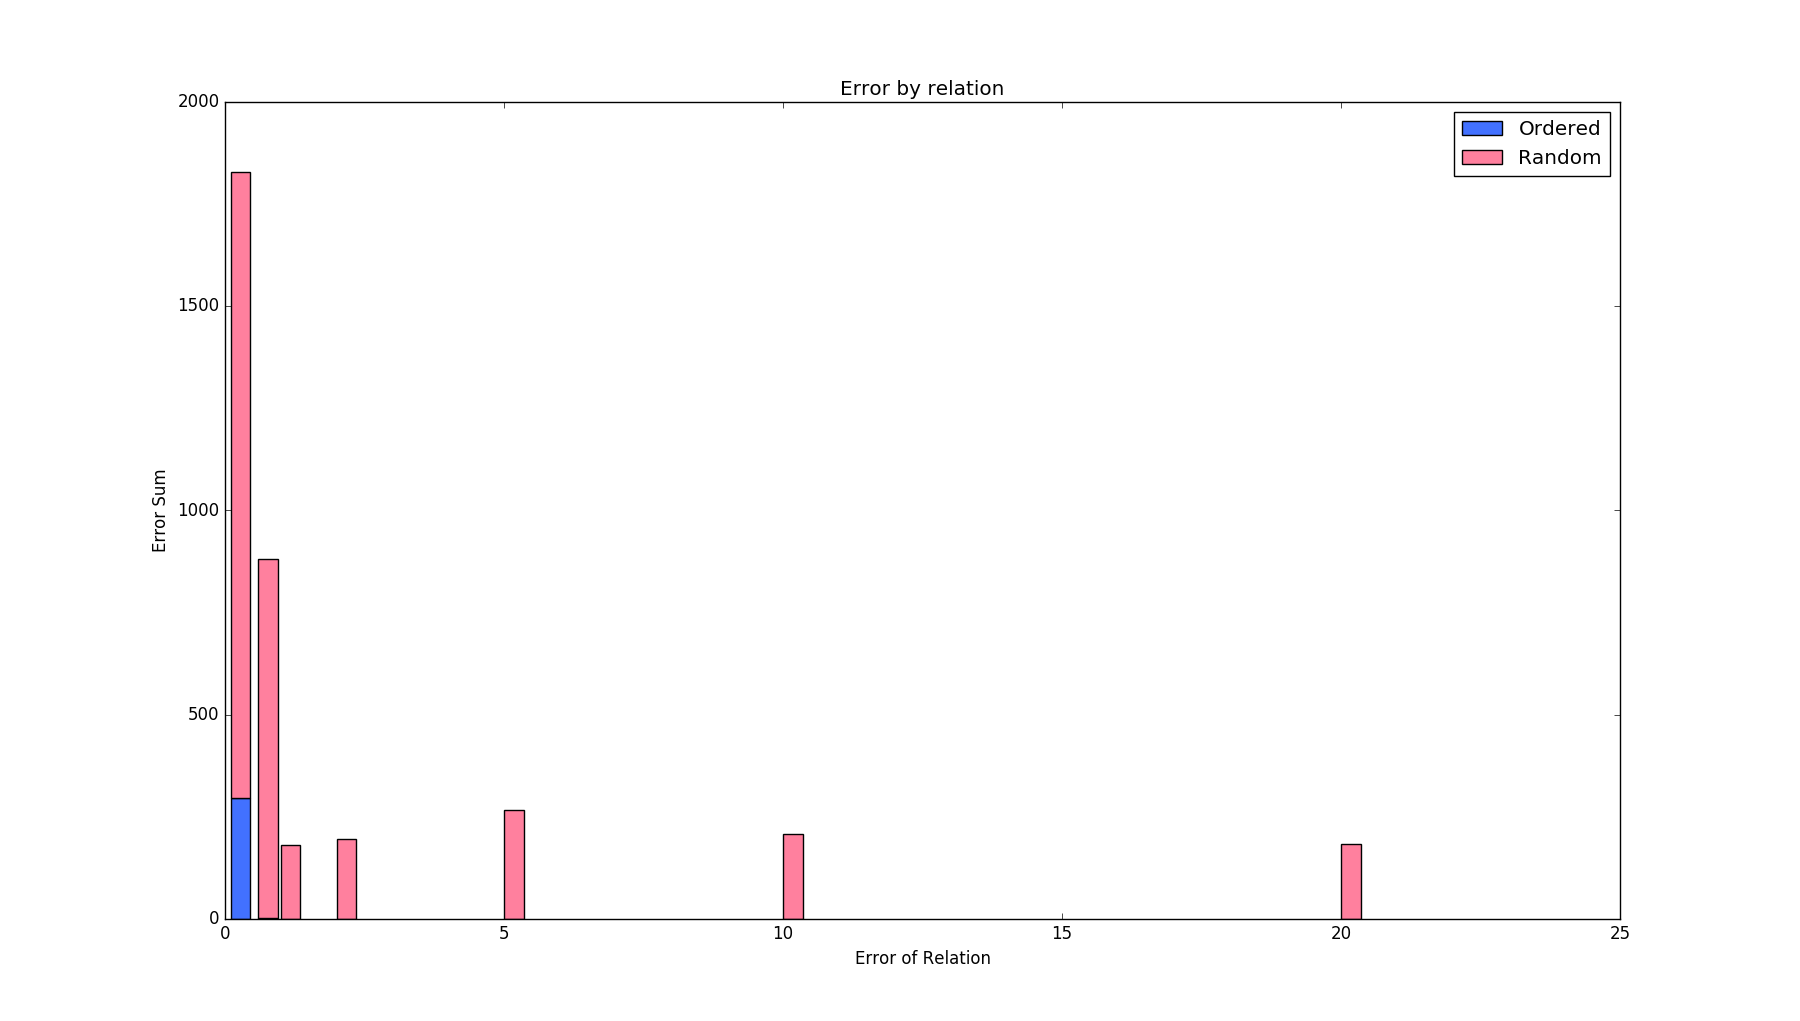 Error by relation
Ordered
Random
2000
1500
1000
500
0
Error Sum
0 5 10 15 20 25
Error of Relation